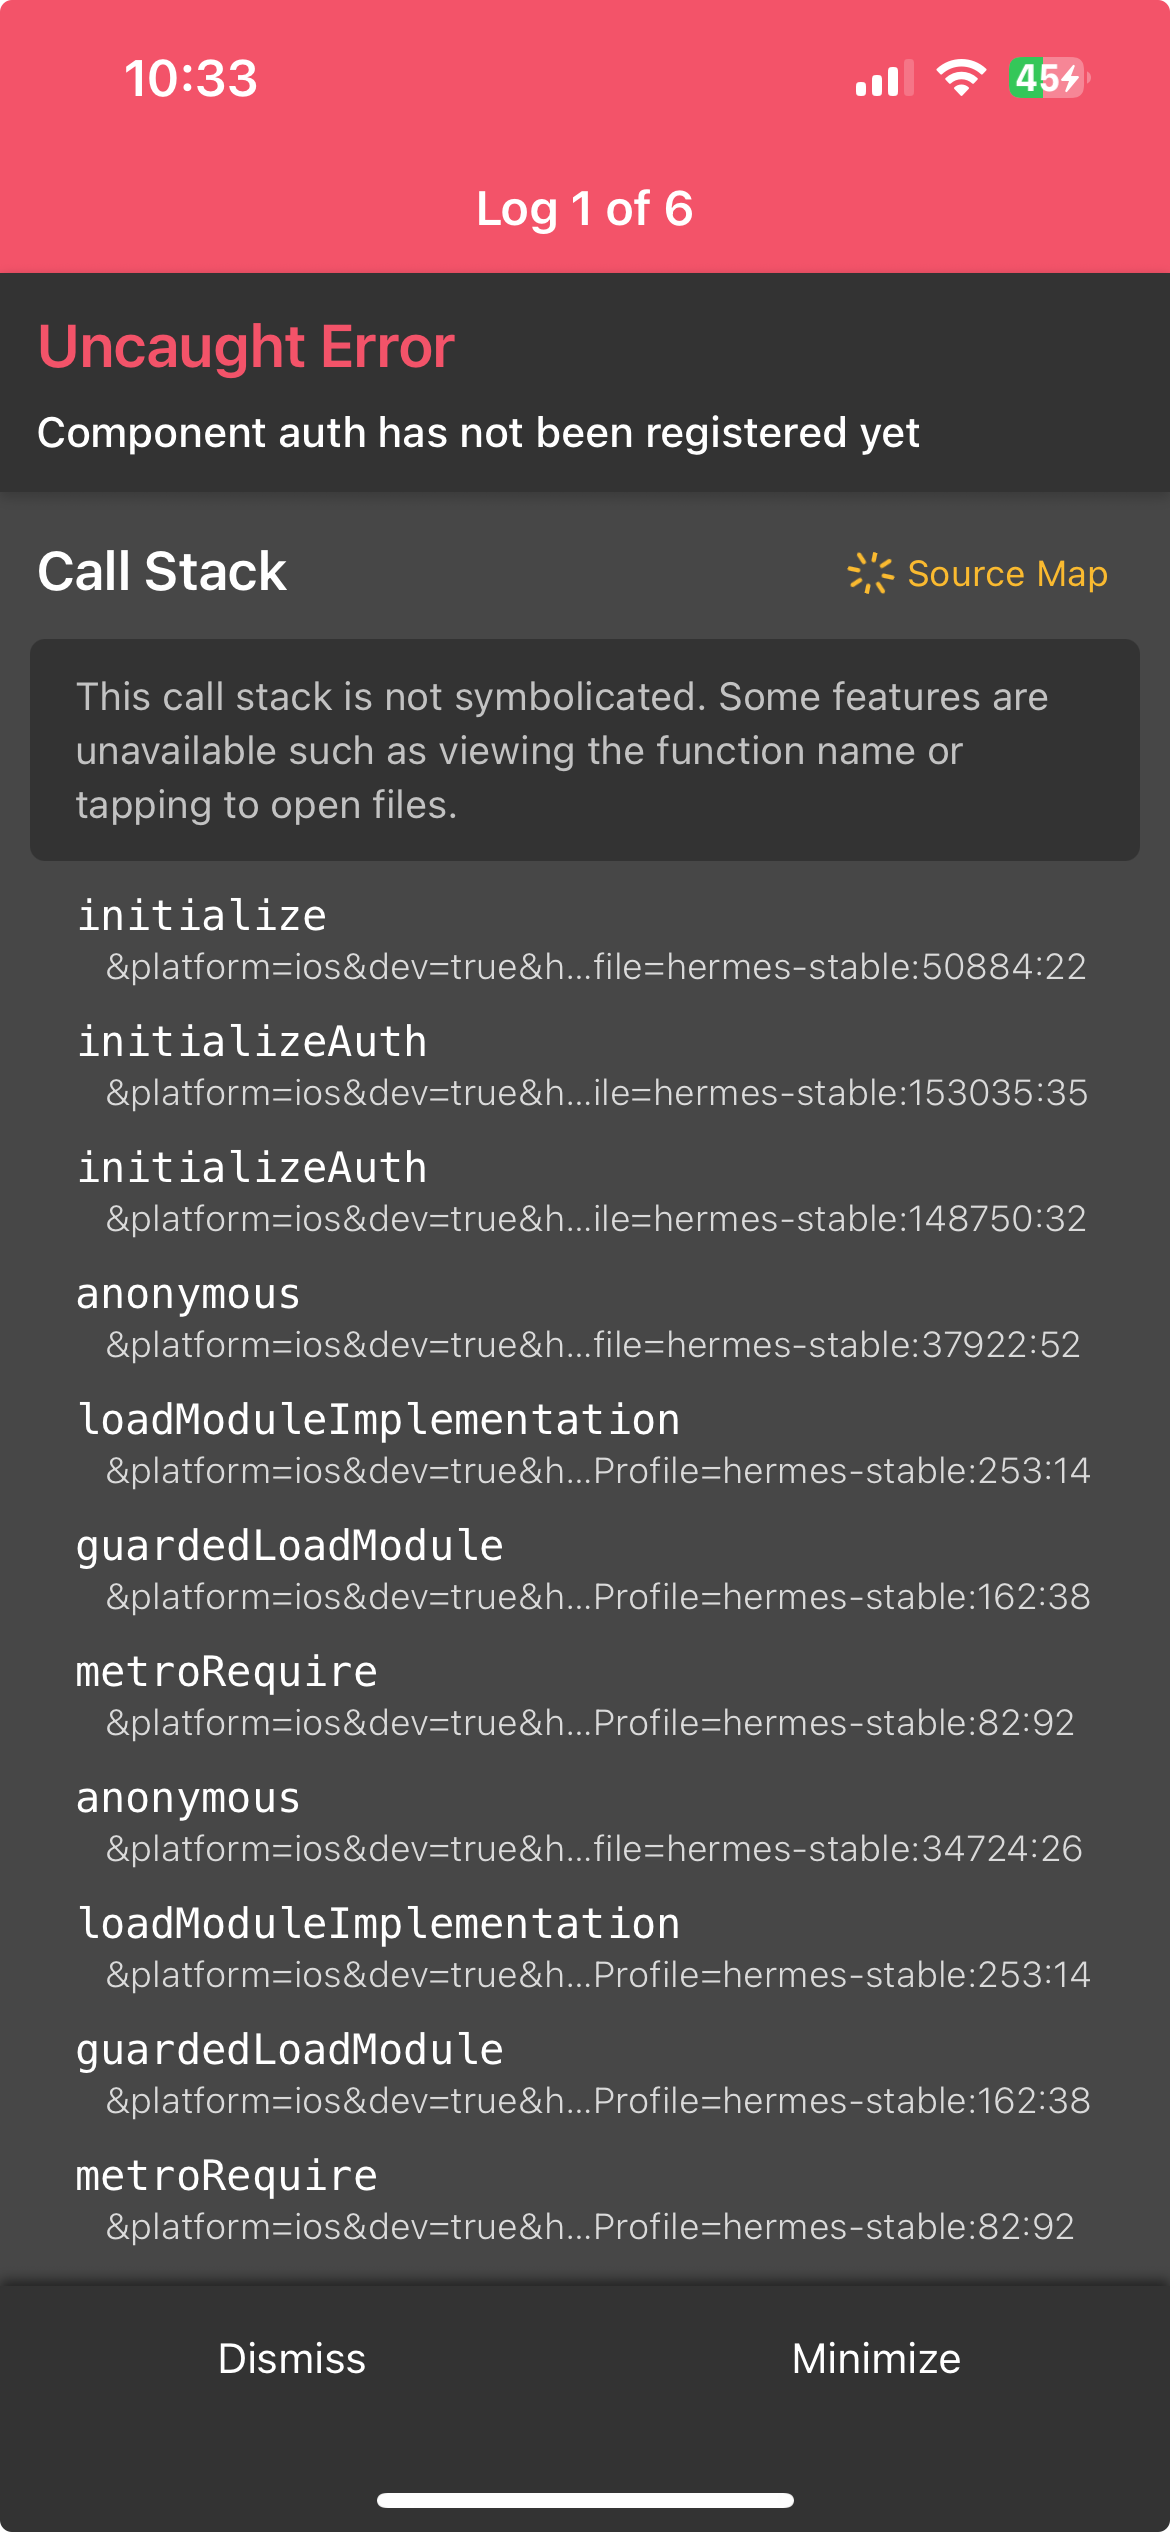 10:33
45
Log 1 of 6
Uncaught Error
Component auth has not been registered yet
Call Stack
Source Map
This call stack is not symbolicated. Some features are
unavailable such as viewing the function name or
tapping to open files.
initialize
&platform=ios&dev=true&h...file=hermes-stable:50884:22
initializeAuth
&platform=ios&dev=true&h...ile=hermes-stable:153035:35
initializeAuth
&platform=ios&dev=true&h...ile=hermes-stable:148750:32
anonymous
&platform=ios&dev=true&h...file=hermes-stable:37922:52
loadModuleImplementation
&platform=ios&dev=true&h...Profile=hermes-stable:253:14
guardedLoadModule
&platform=ios&dev=true&h...Profile=hermes-stable:162:38
metroRequire
&platform=ios&dev=true&h...Profile=hermes-stable:82:92
anonymous
&platform=ios&dev=true&h...file=hermes-stable:34724:26
loadModuleImplementation
&platform=ios&dev=true&h...Profile=hermes-stable:253:14
guardedLoadModule
&platform=ios&dev=true&h...Profile=hermes-stable:162:38
metroRequire
&platform=ios&dev=true&h...Profile=hermes-stable:82:92
Dismiss
Minimize